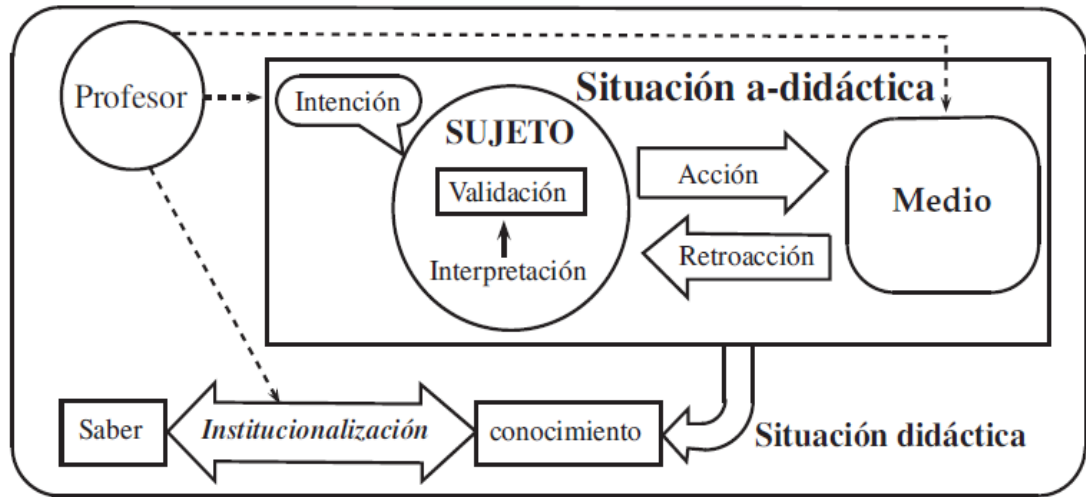 Profesor
Intención
Situación a-didáctica
SUJETO
Validación
Interpretación
Acción
Retroacción
Medio
Saber
Institucionalización
conocimiento
Situación didáctica